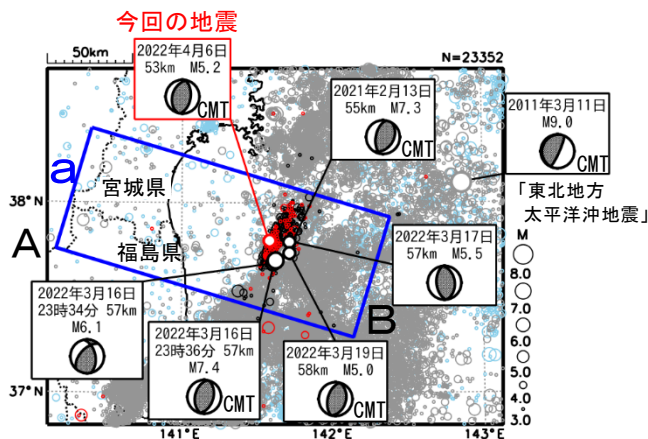 今回の地震
50km
N=23352
2022年4月6日
53km M5.2
CMT
2021年2月13日
55km M7.3
CMT
2011年3月11日
M9.0
CMT
「東北地方
太平洋沖地震」
a
宮城県
38°N
A
福島県
B
2022年3月17日
57km M5.5
2022年3月16日
23時34分 57km
M6.1
2022年3月16日
23時36分 57km
M7.4
CMT
2022年3月19日
58km M5.0
CMT
M
8.0
7.0
6.0
5.0
4.0
3.0
37°N
141°E
142°E
143°E